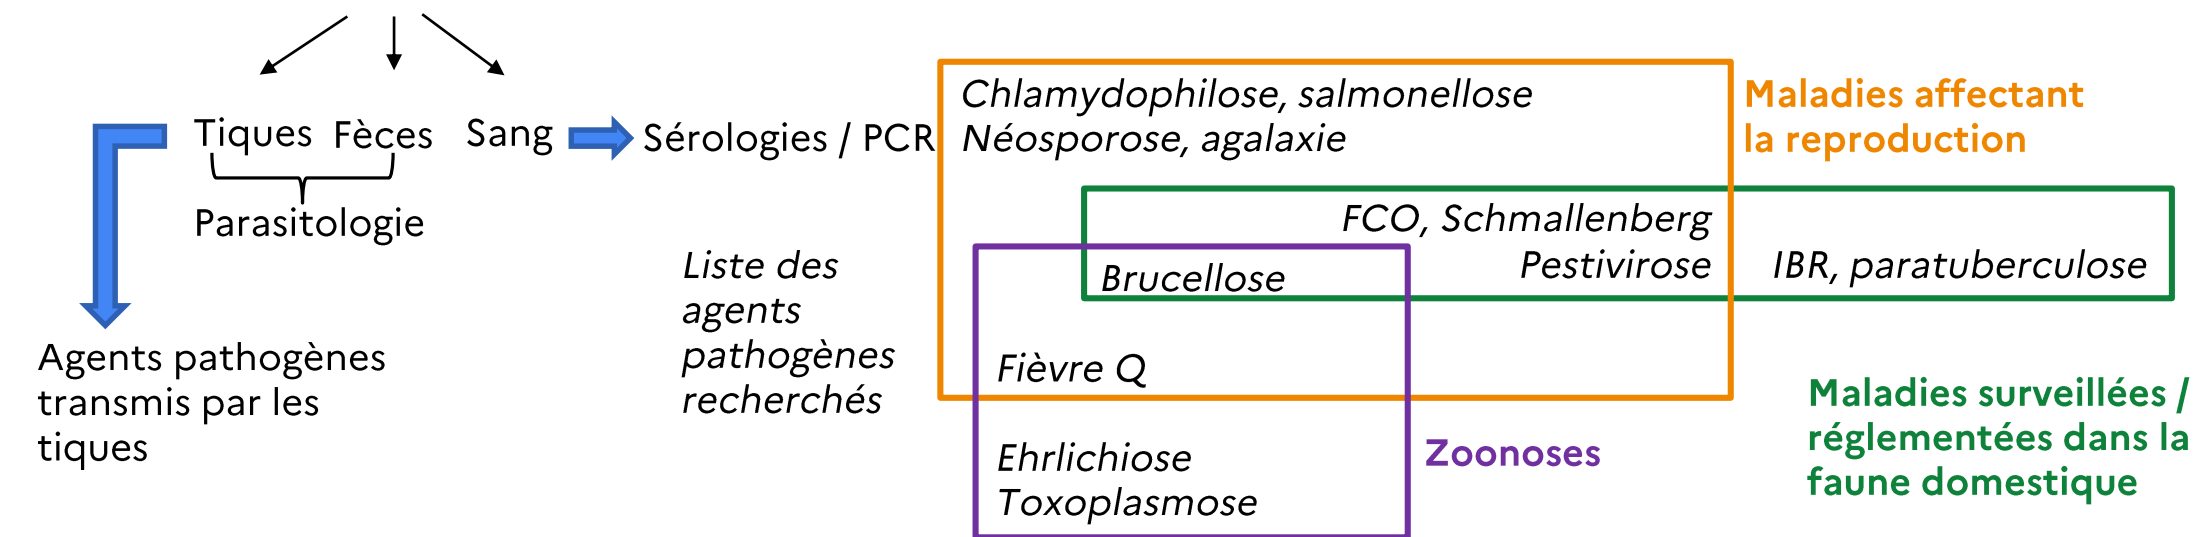 Tiques
Fèces
Sang
Parasitologie
Agents pathogènes
transmis par les
tiques
Sérologies / PCR
Liste des
agents
pathogènes
recherchés
Chlamydophilose, salmonellose
Néosporose, agalaxie
Maladies affectant
la reproduction
FCO, Schmallenberg
Pestivirose
IBR, paratuberculose
Brucellose
Fièvre Q
Ehrlichiose
Toxoplasmose
Zoonoses
Maladies surveillées /
réglementées dans la
faune domestique